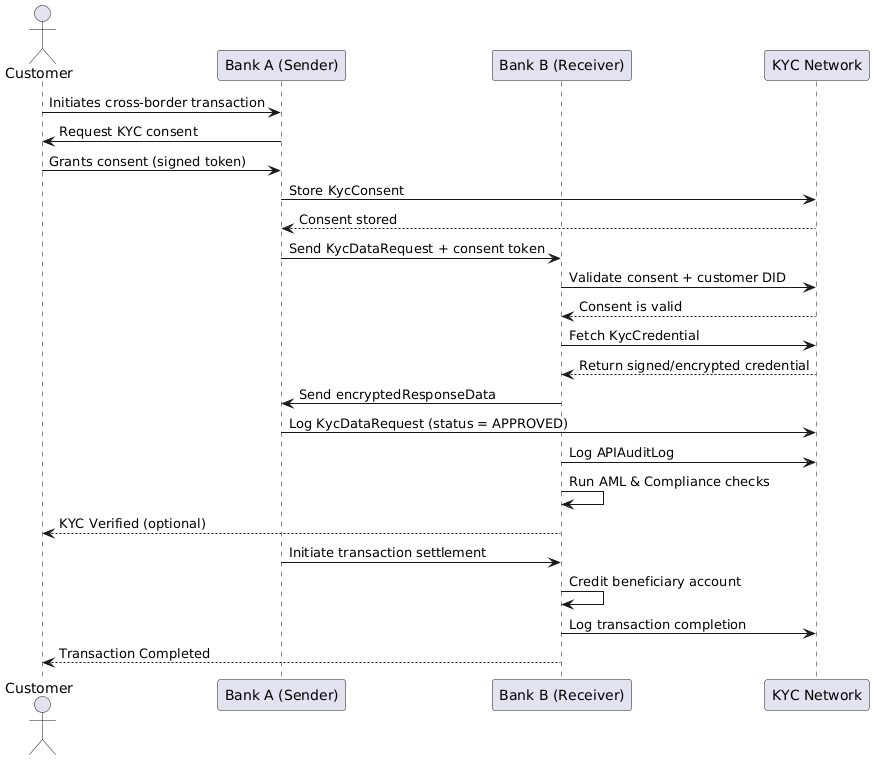 Customer
Bank A (Sender)
Bank B (Receiver)
KYC Network
Initiates cross-border transaction
Request KYC consent
Grants consent (signed token)
Store KycConsent
Consent stored
Send KycDataRequest + consent token
Validate consent + customer DID
Consent is valid
Fetch KycCredential
Return signed/encrypted credential
Send encryptedResponseData
Log KycDataRequest (status = APPROVED)
Log APIAuditLog
Run AML & Compliance checks
KYC Verified (optional)
Initiate transaction settlement
Credit beneficiary account
Log transaction completion
Transaction Completed
Customer
Bank A (Sender)
Bank B (Receiver)
KYC Network